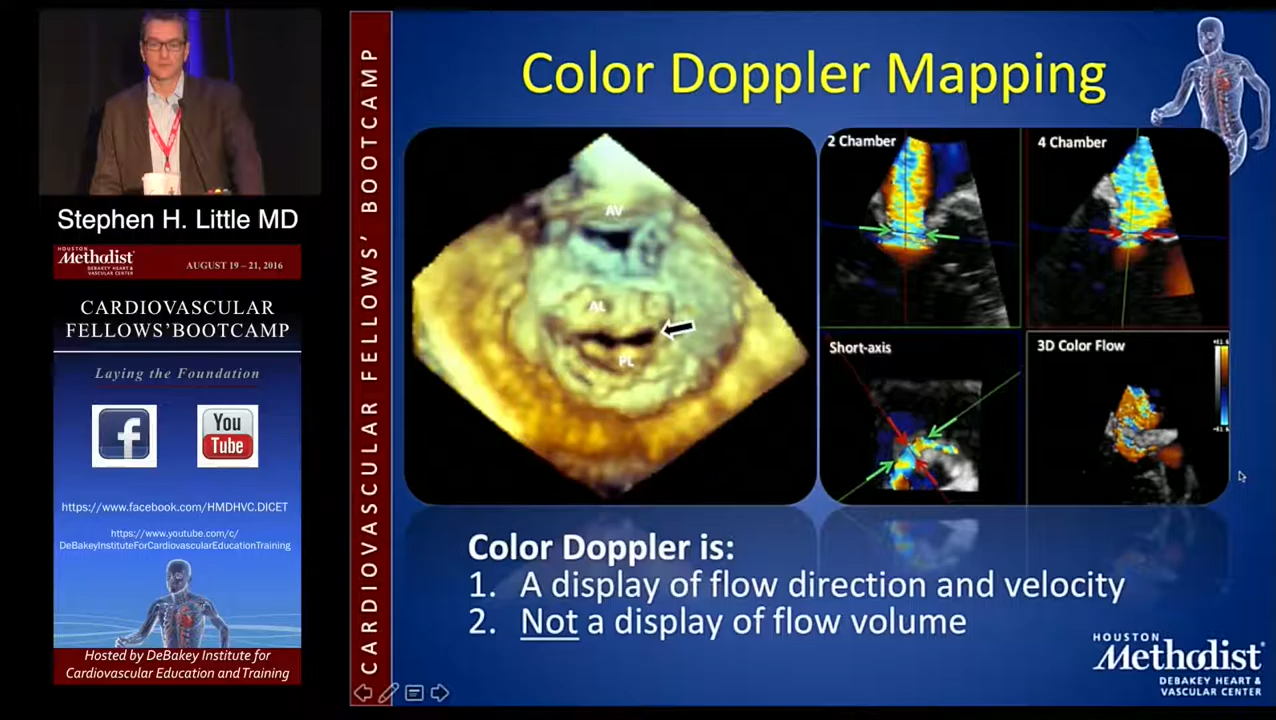 Stephen H. Little MD
HOUSTON
Methodist
DEBAKEY HEART &
VASCULAR CENTER
AUGUST 19 – 21, 2016
CARDIOVASCULAR
FELLOWS'BOOTCAMP
Laying the Foundation
f
You
Tube
https://www.facebook.com/HMDHVC.DICET
https://www.youtube.com/c/
DeBakeyInstituteForCardiovascularEducationTraining
Hosted by DeBakey Institute for
Cardiovascular Education and Training
CARDIOVASCULAR FELLOWS' BOOTCAMP
Color Doppler Mapping
AV
AL
PL
2 Chamber
4 Chamber
Short-axis
3D Color Flow
Color Doppler is:
1. A display of flow direction and velocity
2. Not a display of flow volume
HOUSTON
Methodist
DEBAKEY HEART &
VASCULAR CENTER